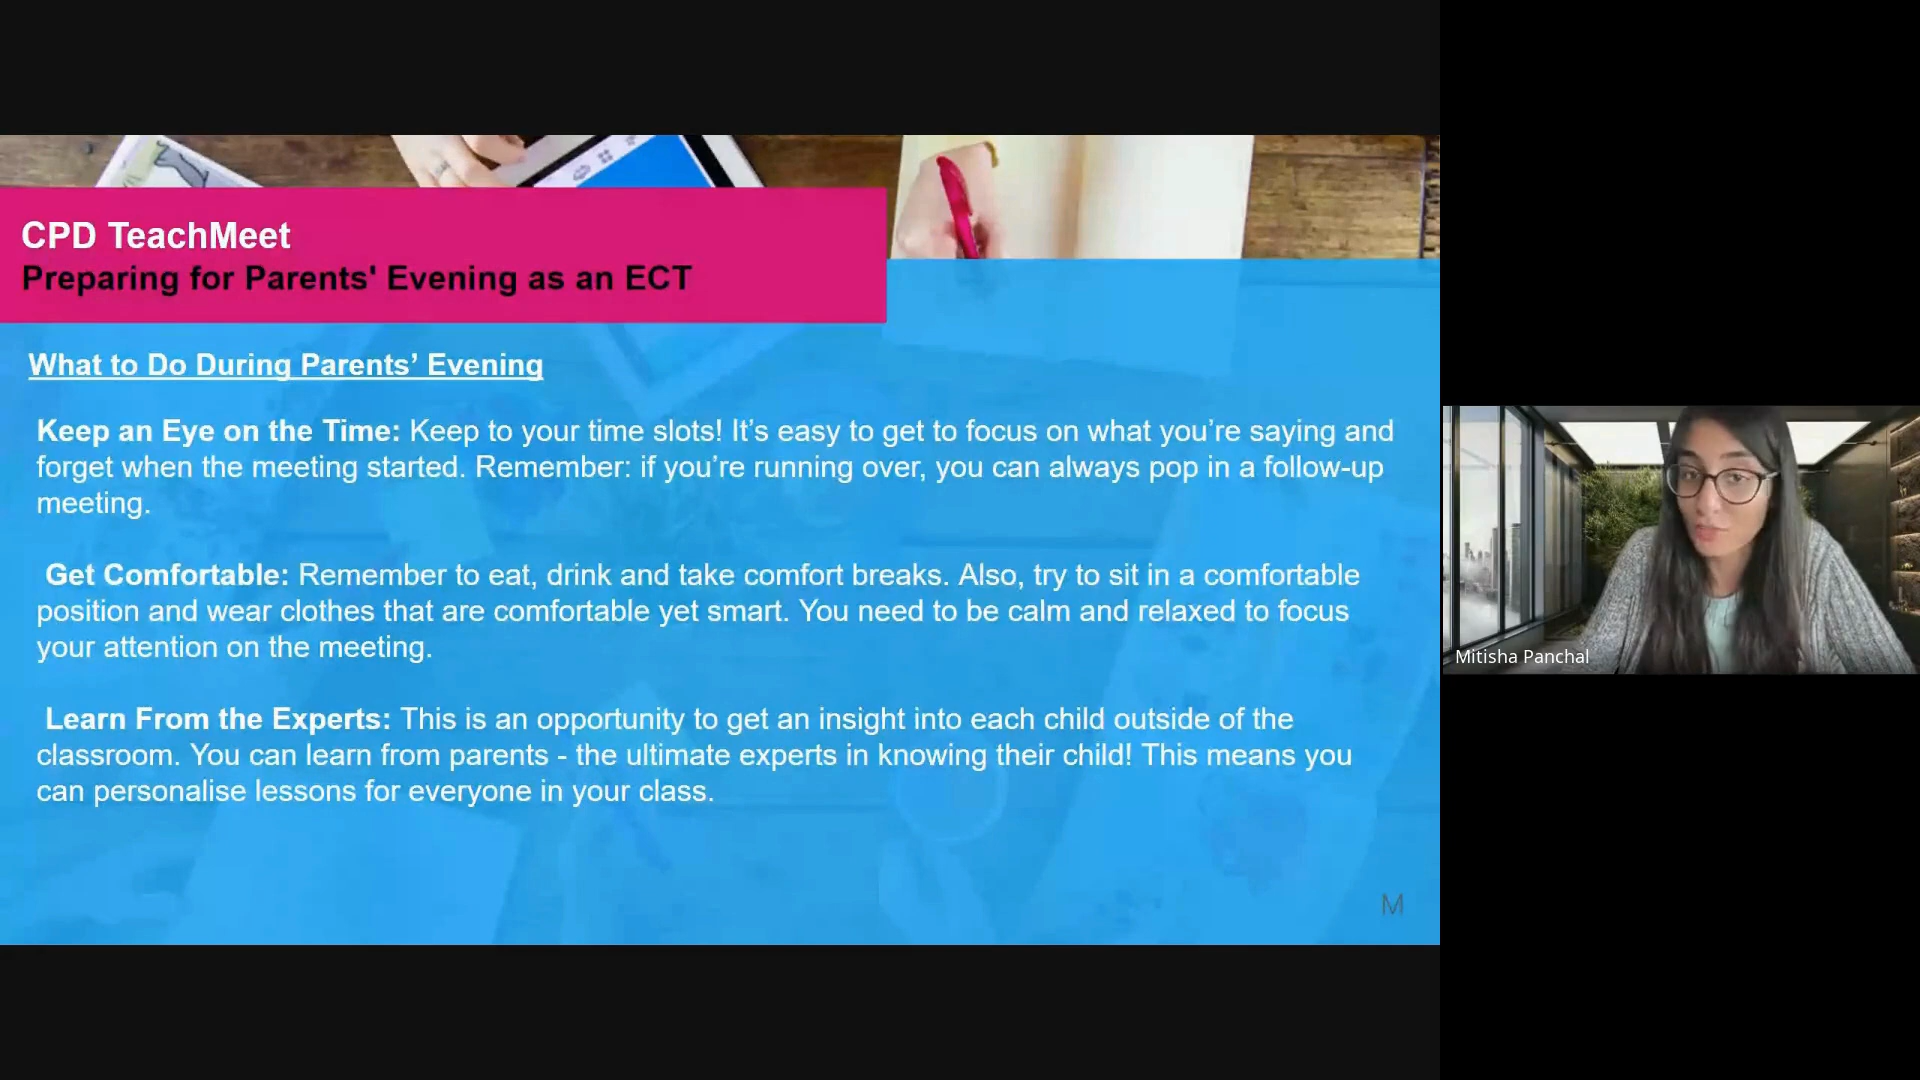 CPD TeachMeet
Preparing for Parents' Evening as an ECT
What to Do During Parents’ Evening
Keep an Eye on the Time: Keep to your time slots! It’s easy to get to focus on what you’re saying and
forget when the meeting started. Remember: if you’re running over, you can always pop in a follow-up
meeting.
Get Comfortable: Remember to eat, drink and take comfort breaks. Also, try to sit in a comfortable
position and wear clothes that are comfortable yet smart. You need to be calm and relaxed to focus
your attention on the meeting.
Learn From the Experts: This is an opportunity to get an insight into each child outside of the
classroom. You can learn from parents - the ultimate experts in knowing their child! This means you
can personalise lessons for everyone in your class.
M
Mitisha Panchal